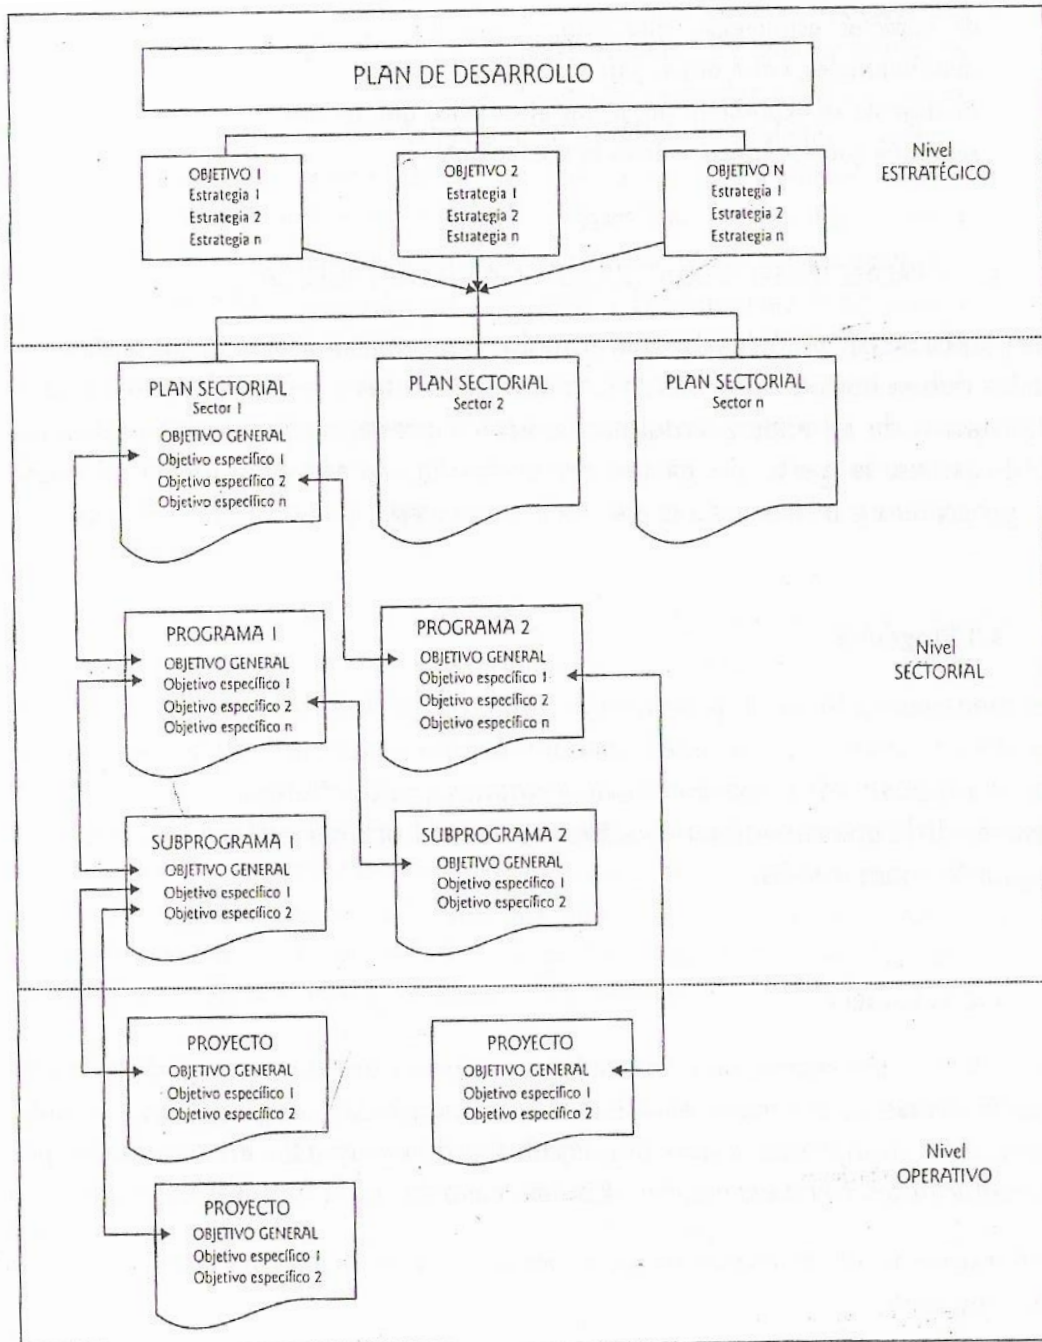 PLAN DE DESARROLLO
OBJETIVO 1
Estrategia 1
Estrategia 2
Estrategia n
OBJETIVO 2
Estrategia 1
Estrategia 2
Estrategia n
OBJETIVO N
Estrategia 1
Estrategia 2
Estrategia n
Nivel
ESTRATÉGICO
PLAN SECTORIAL
Sector 1
OBJETIVO GENERAL
Objetivo específico 1
Objetivo específico 2
Objetivo específico n
PLAN SECTORIAL
Sector 2
PLAN SECTORIAL
Sector n
PROGRAMA 1
OBJETIVO GENERAL
Objetivo específico 1
Objetivo específico 2
Objetivo específico n
PROGRAMA 2
OBJETIVO GENERAL
Objetivo específico 1
Objetivo específico 2
Objetivo específico n
Nivel
SECTORIAL
SUBPROGRAMA 1
OBJETIVO GENERAL
Objetivo específico 1
Objetivo específico 2
SUBPROGRAMA 2
OBJETIVO GENERAL
Objetivo específico 1
Objetivo específico 2
PROYECTO
OBJETIVO GENERAL
Objetivo específico 1
Objetivo específico 2
PROYECTO
OBJETIVO GENERAL
Objetivo específico 1
Objetivo específico 2
Nivel
OPERATIVO
PROYECTO
OBJETIVO GENERAL
Objetivo específico 1
Objetivo específico 2